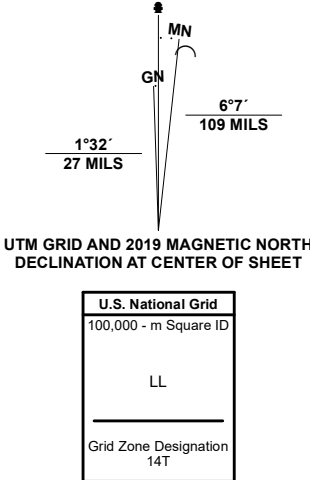 MN
GN
6°7´
109 MILS
1°32´
27 MILS
UTM GRID AND 2019 MAGNETIC NORTH
DECLINATION AT CENTER OF SHEET
U.S. National Grid
100,000 - m Square ID
LL
Grid Zone Designation
14T